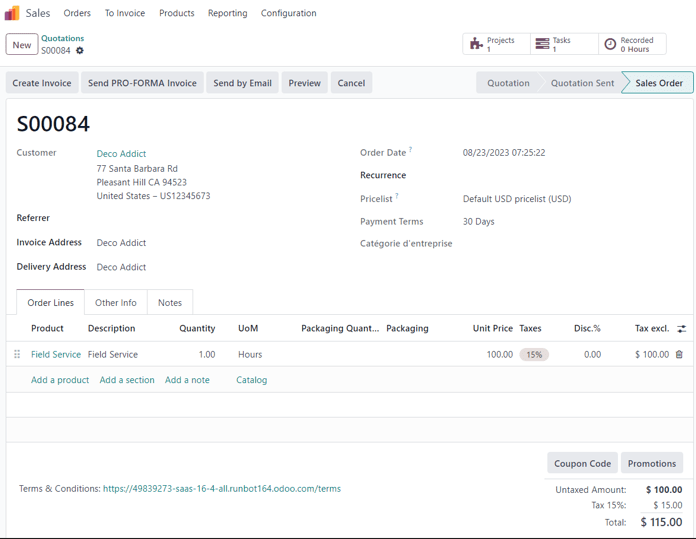 Sales Orders To Invoice Products Reporting Configuration
New Quotations
S00084
Projects
1
Tasks
1
Recorded
0 Hours
Create Invoice Send PRO-FORMA Invoice Send by Email Preview Cancel Quotation Quotation Sent Sales Order
S00084
Customer Deco Addict
77 Santa Barbara Rd
Pleasant Hill CA 94523
United States – US12345673
Referrer
Invoice Address Deco Addict
Delivery Address Deco Addict
Order Date ? 08/23/2023 07:25:22
Recurrence
Pricelist ? Default USD pricelist (USD)
Payment Terms 30 Days
Catégorie d'entreprise
Order Lines Other Info Notes
Product Description Quantity UoM Packaging Quant... Packaging Unit Price Taxes Disc.% Tax excl.
Field Service Field Service 1.00 Hours 100.00 15% 0.00 $ 100.00
Add a product Add a section Add a note Catalog
Coupon Code Promotions
Terms & Conditions: https://49839273-saas-16-4-all.runbot164.odoo.com/terms
Untaxed Amount: $ 100.00
Tax 15%: $ 15.00
Total: $ 115.00